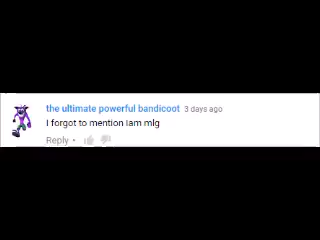 the ultimate powerful bandicoot 3 days ago
I forgot to mention Iam mlg
Reply •